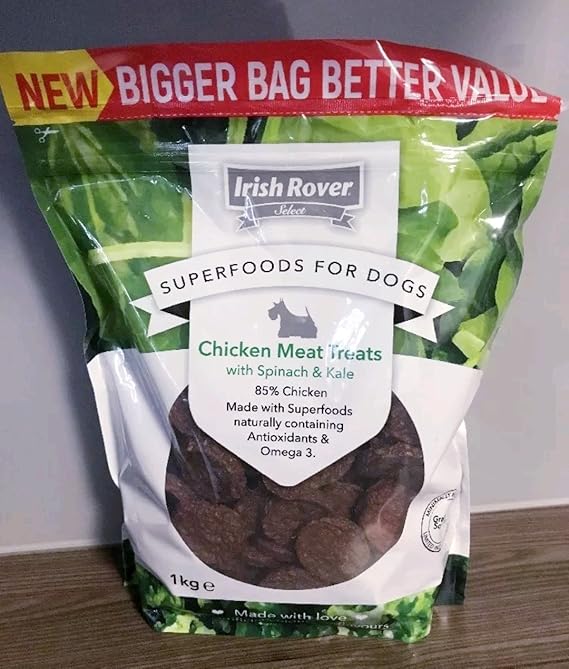 NEW BIGGER BAG BETTER VALUE
Irish Rover
Select
SUPERFOODS FOR DOGS
Chicken Meat Treats
with Spinach & Kale
85% Chicken
Made with Superfoods
naturally containing
Antioxidants &
Omega 3.
1kg ℮
Made with love